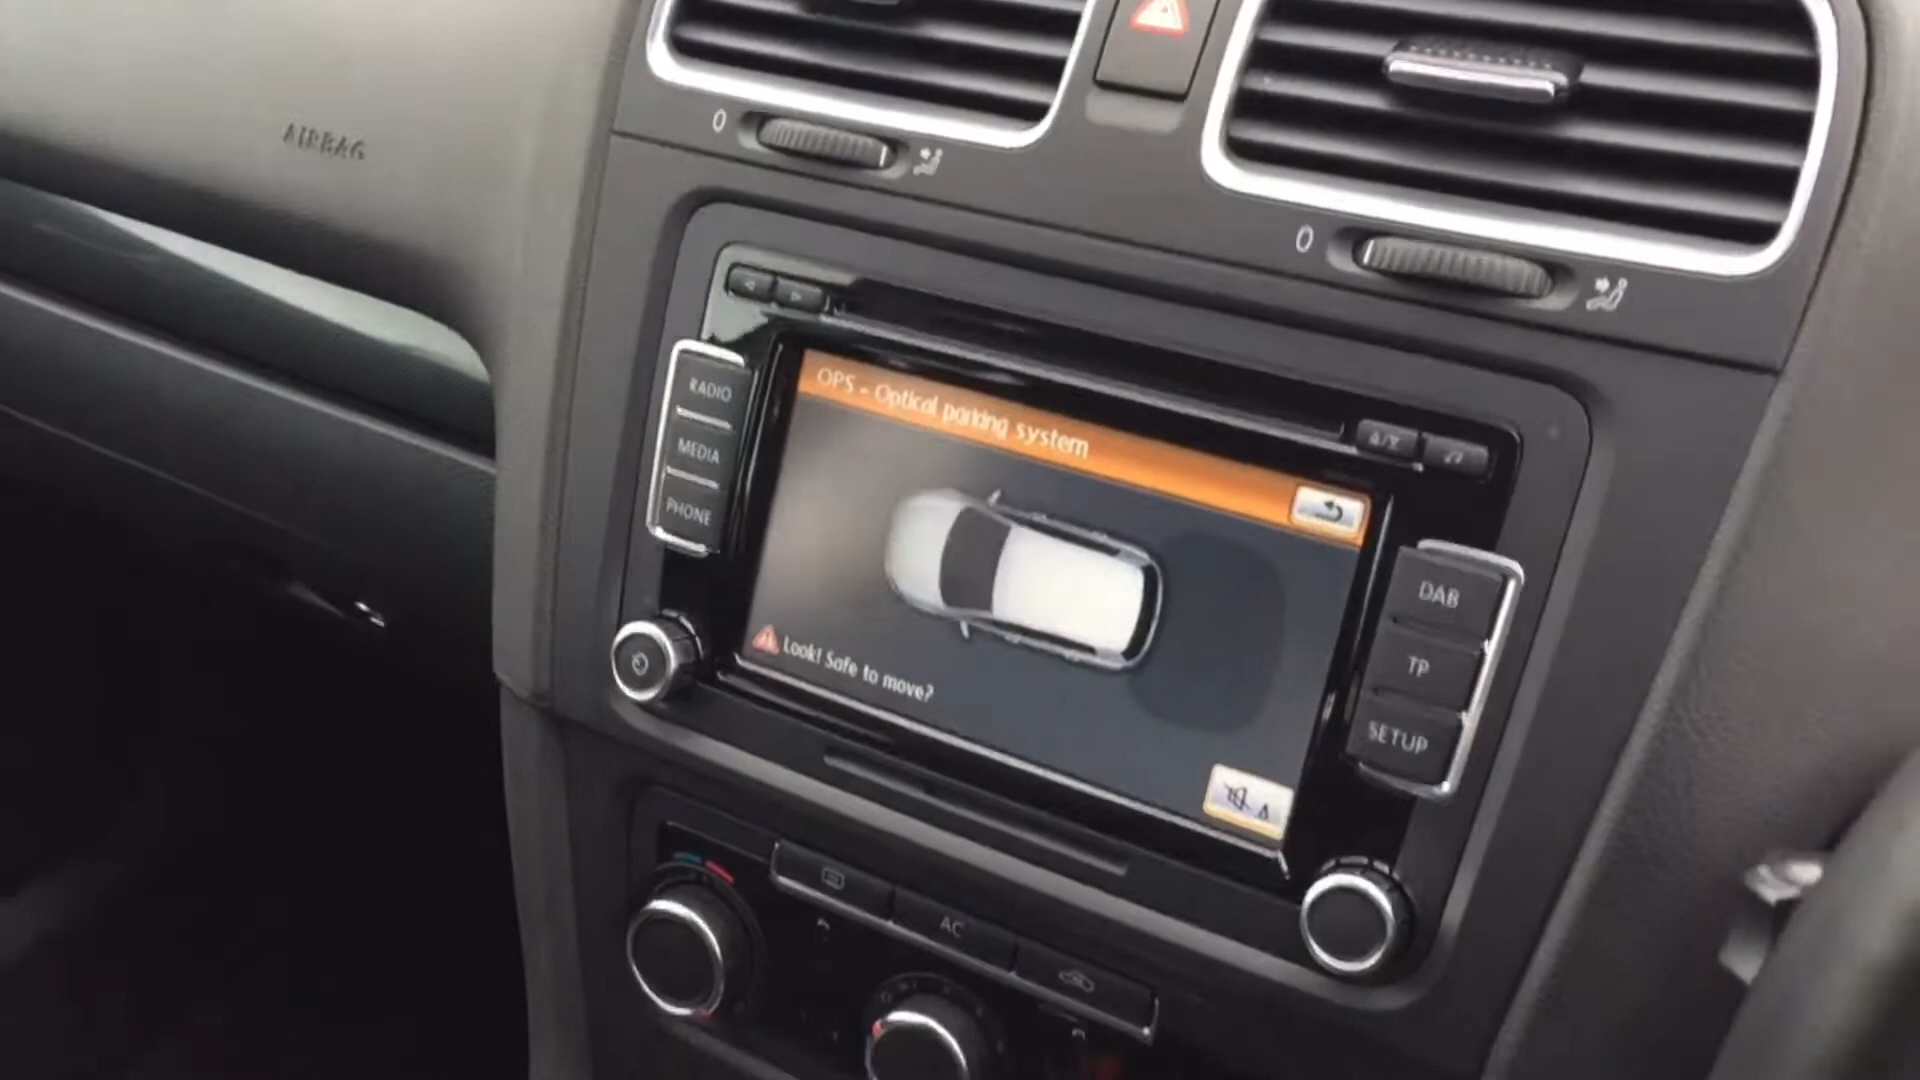 AIRBAG
0
0
RADIO
MEDIA
PHONE
OPS - Optical parking system
Look! Safe to move?
DAB
TP
SETUP
AC